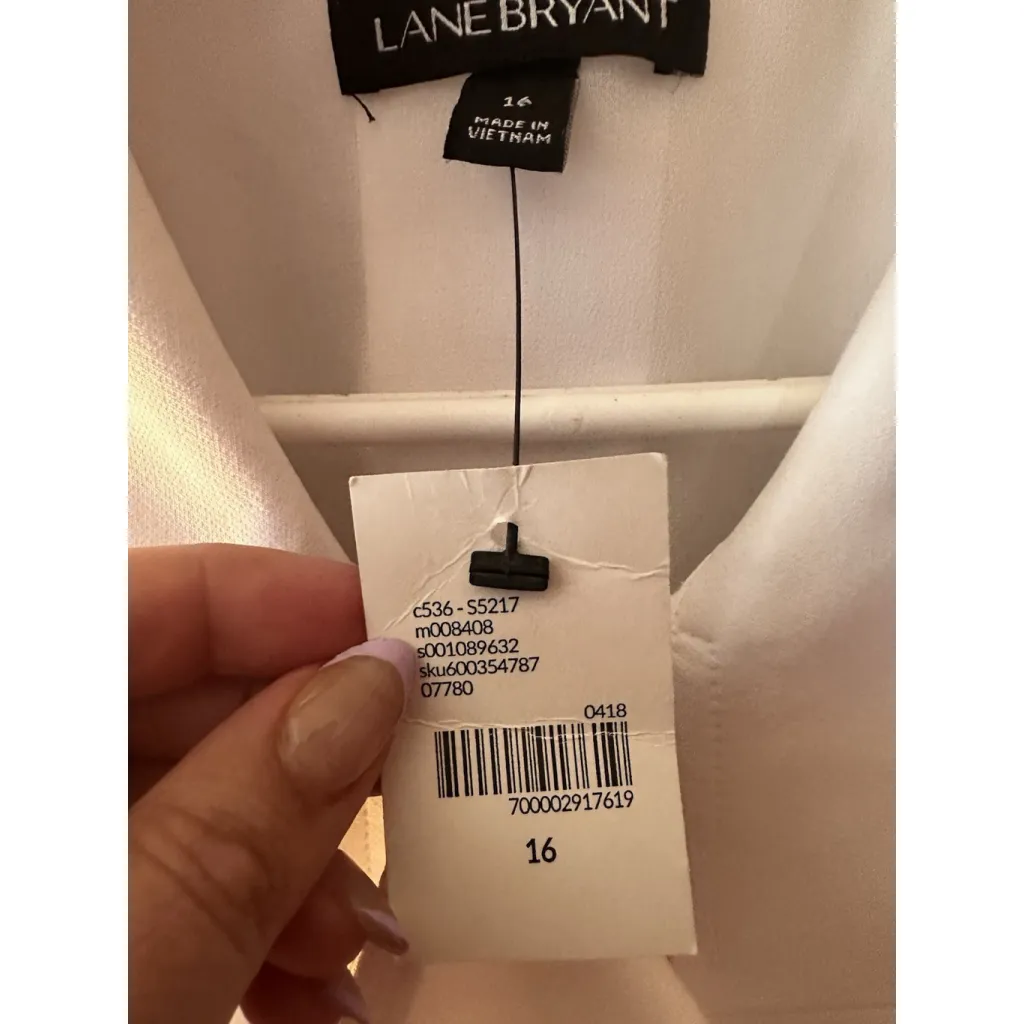 LANE BRYANT
16
MADE IN
VIETNAM
c536 - S5217
m008408
s001089632
sku600354787
07780
0418
700002917619
16